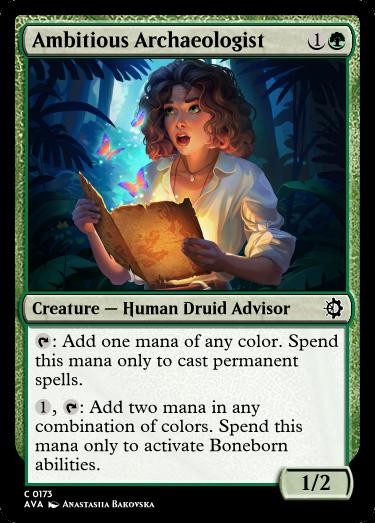 Ambitious Archaeologist 1
Creature — Human Druid Advisor
: Add one mana of any color. Spend
this mana only to cast permanent
spells.
1, : Add two mana in any
combination of colors. Spend this
mana only to activate Boneborn
abilities.
1/2
C 0173
AVA Anastasiia Bakovska